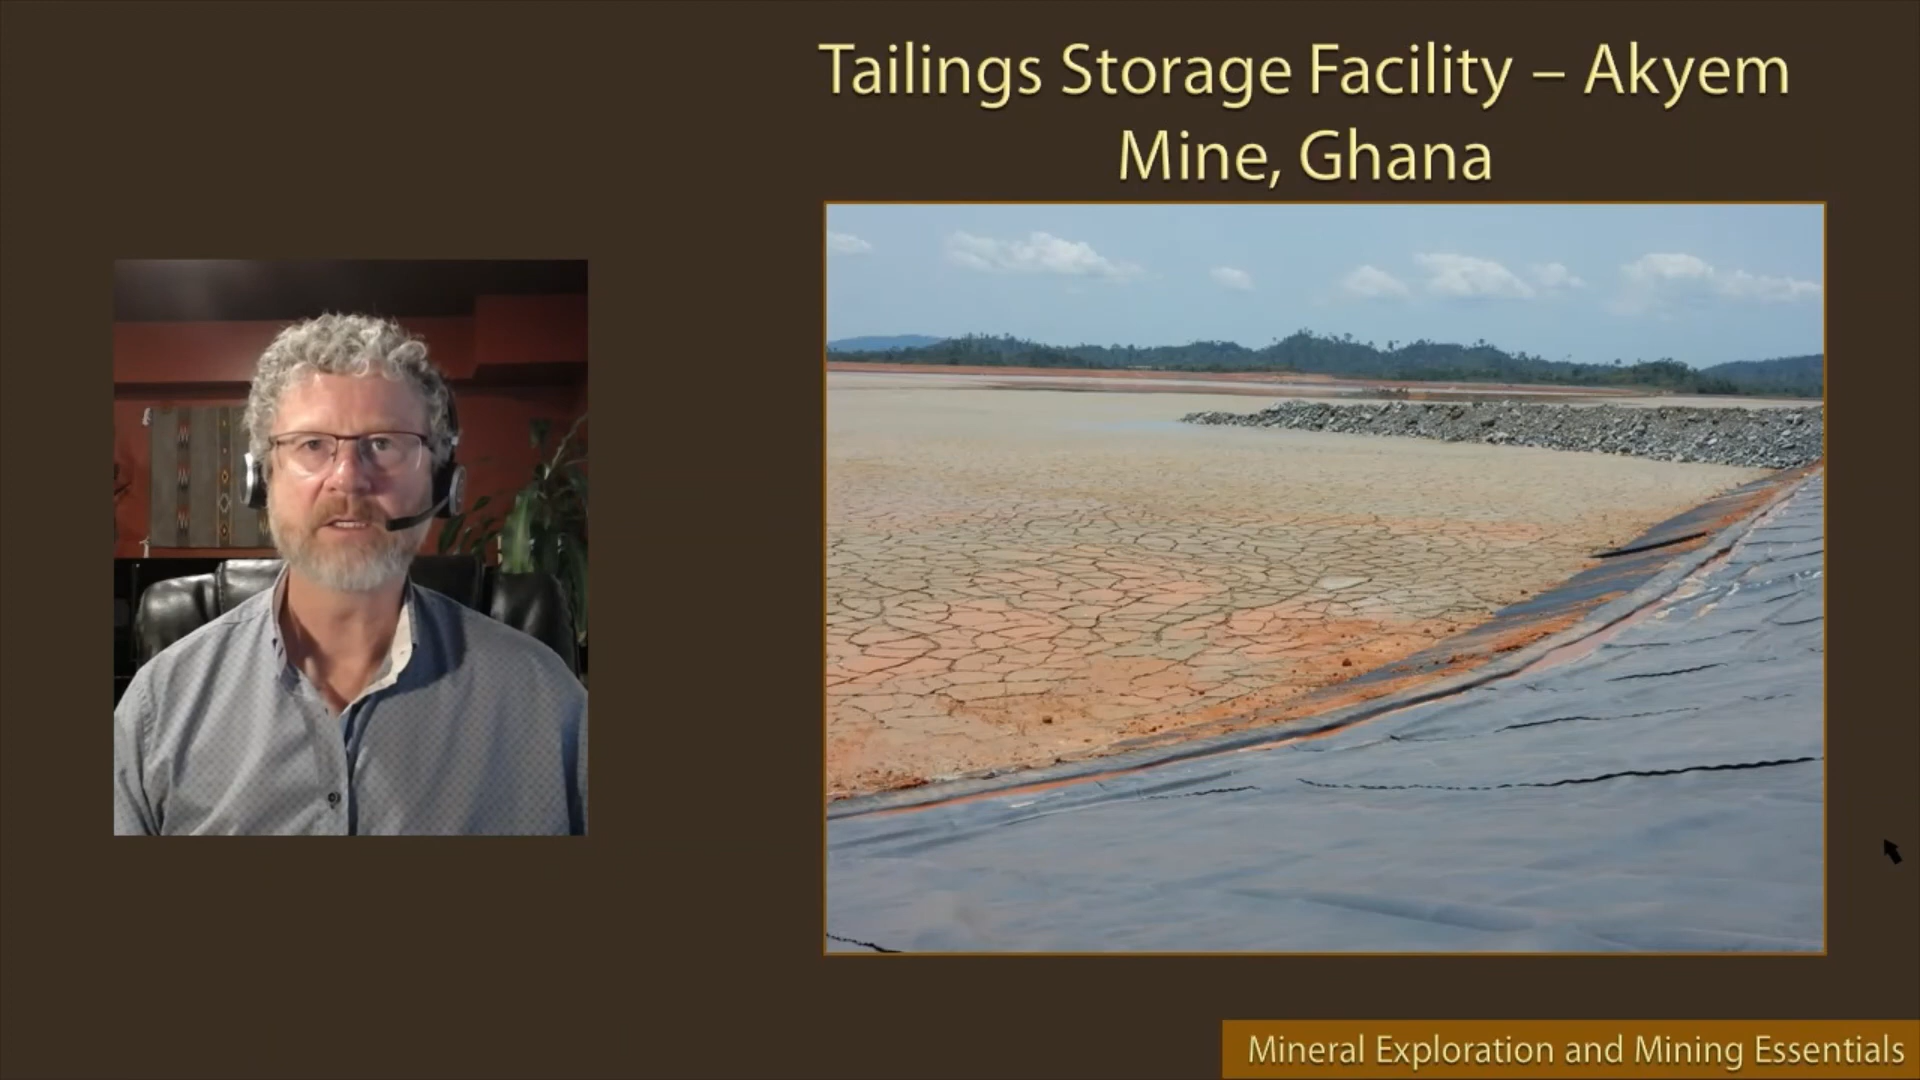 Tailings Storage Facility – Akyem
Mine, Ghana
Mineral Exploration and Mining Essentials